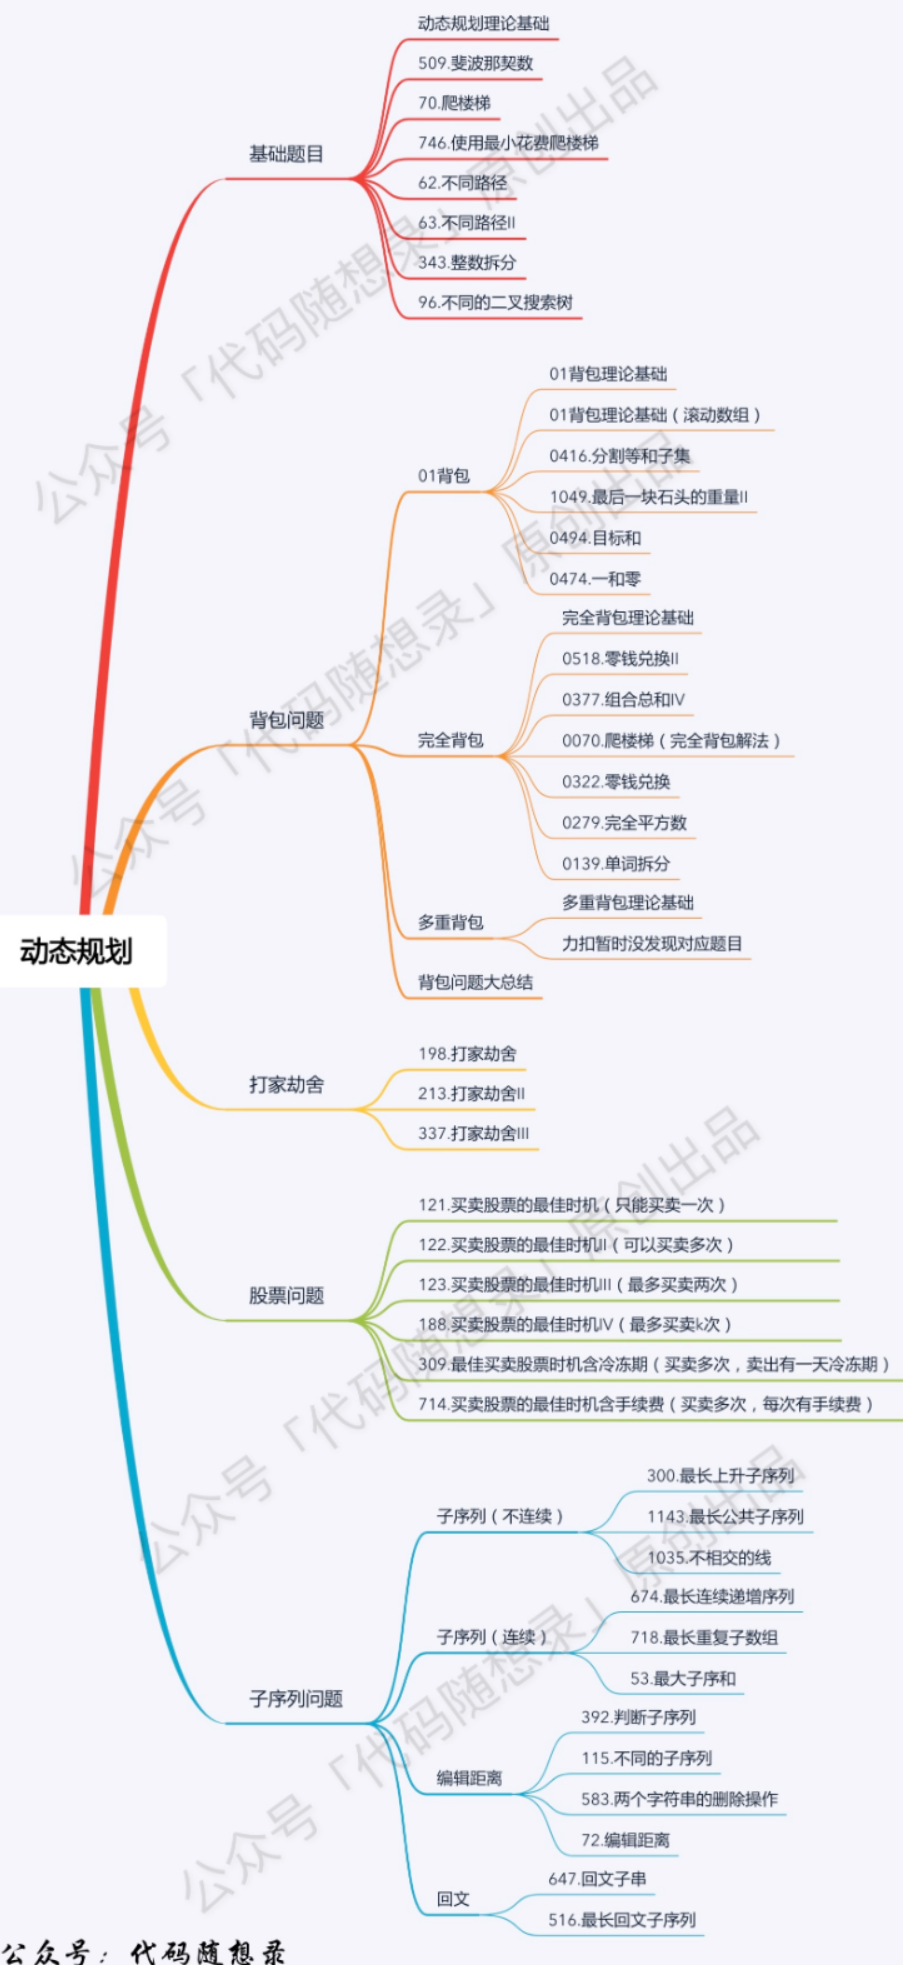 动态规划
基础题目
动态规划理论基础
509.斐波那契数
70.爬楼梯
746.使用最小花费爬楼梯
62.不同路径
63.不同路径II
343.整数拆分
96.不同的二叉搜索树
背包问题
01背包
01背包理论基础
01背包理论基础（滚动数组）
0416.分割等和子集
1049.最后一块石头的重量II
0494.目标和
0474.一和零
完全背包
完全背包理论基础
0518.零钱兑换II
0377.组合总和IV
0070.爬楼梯（完全背包解法）
0322.零钱兑换
0279.完全平方数
0139.单词拆分
多重背包
多重背包理论基础
力扣暂时没发现对应题目
背包问题大总结
打家劫舍
198.打家劫舍
213.打家劫舍II
337.打家劫舍III
股票问题
121.买卖股票的最佳时机（只能买卖一次）
122.买卖股票的最佳时机II（可以买卖多次）
123.买卖股票的最佳时机III（最多买卖两次）
188.买卖股票的最佳时机IV（最多买卖k次）
309.最佳买卖股票时机含冷冻期（买卖多次，卖出有一天冷冻期）
714.买卖股票的最佳时机含手续费（买卖多次，每次有手续费）
子序列问题
子序列（不连续）
300.最长上升子序列
1143.最长公共子序列
1035.不相交的线
子序列（连续）
674.最长连续递增序列
718.最长重复子数组
53.最大子序和
编辑距离
392.判断子序列
115.不同的子序列
583.两个字符串的删除操作
72.编辑距离
回文
647.回文子串
516.最长回文子序列
公众号「代码随想录」原创出品
公众号「代码随想录」原创出品
公众号「代码随想录」原创出品
公众号「代码随想录」原创出品
公众号：代码随想录